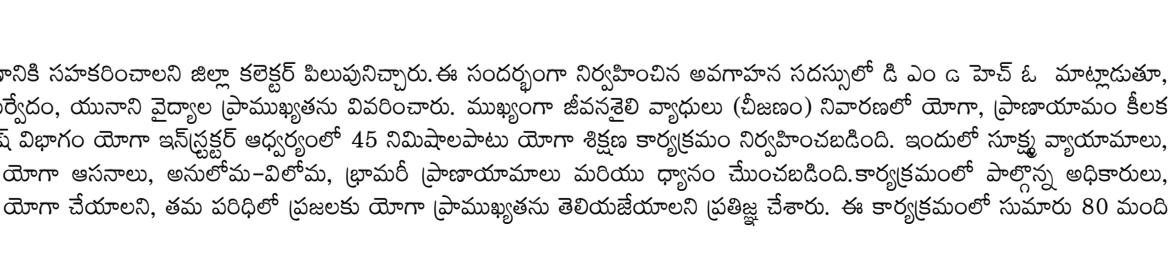 ానికి సహకరించాలని జిల్లా కలెక్టర్ పిలుపునిచ్చారు.ఈ సందర్భంగా నిర్వహించిన అవగాహన సదస్సులో డి ఎం డ హెచ్ ఓ మాట్లాడుతూ,
ర్వేదం, యునాని వైద్యాల ప్రాముఖ్యతను వివరించారు. ముఖ్యంగా జీవనశైలి వ్యాధులు (చీజణం) నివారణలో యోగా, ప్రాణాయామం కీలక
ష్ విభాగం యోగా ఇన్‌స్ట్రక్టర్ ఆధ్వర్యంలో 45 నిమిషాలపాటు యోగా శిక్షణ కార్యక్రమం నిర్వహించబడింది. ఇందులో సూక్ష్మ వ్యాయామాలు,
యోగా ఆసనాలు, అనులోమ-విలోమ, భ్రామరీ ప్రాణాయామాలు మరియు ధ్యానం చేయించబడింది.కార్యక్రమంలో పాల్గొన్న అధికారులు,
యోగా చేయాలని, తమ పరిధిలో ప్రజలకు యోగా ప్రాముఖ్యతను తెలియజేయాలని ప్రతిజ్ఞ చేశారు. ఈ కార్యక్రమంలో సుమారు 80 మంది